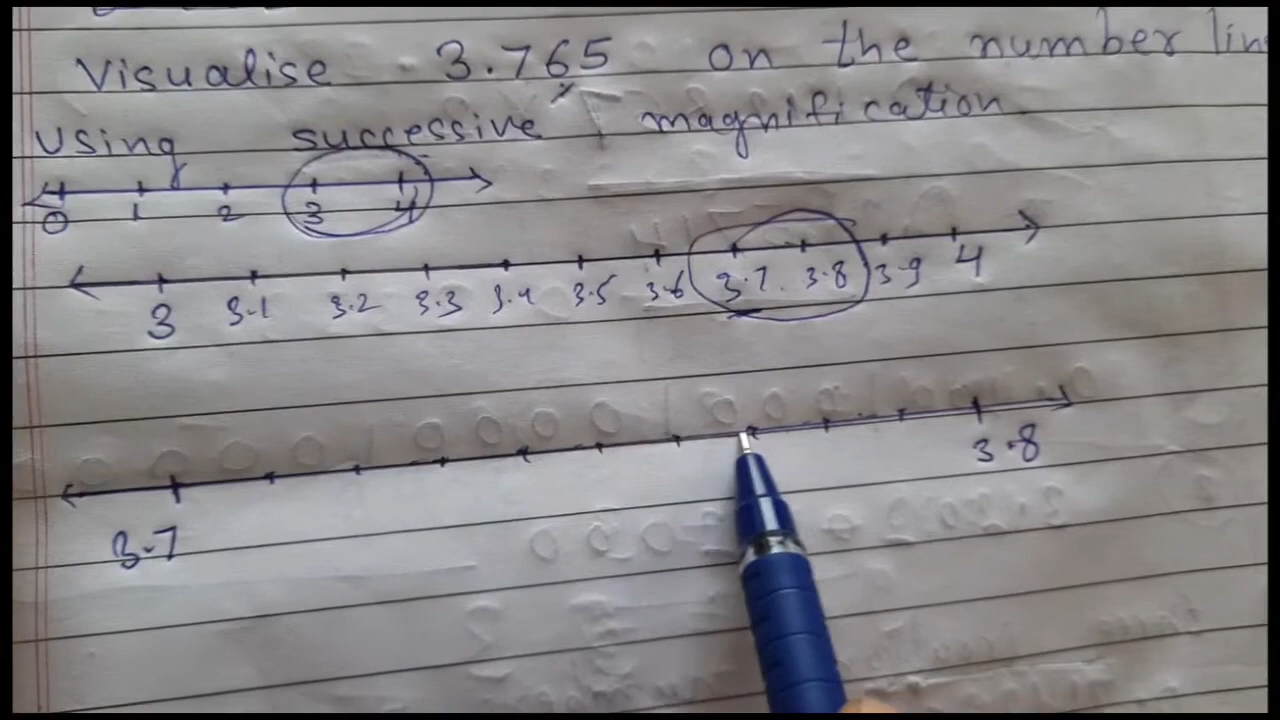 Visualise 3.765 on the number lin
Using successive magnification
0 1 2 3 4
3 3.1 3.2 3.3 3.4 3.5 3.6 3.7 3.8 3.9 4
3.7 3.8